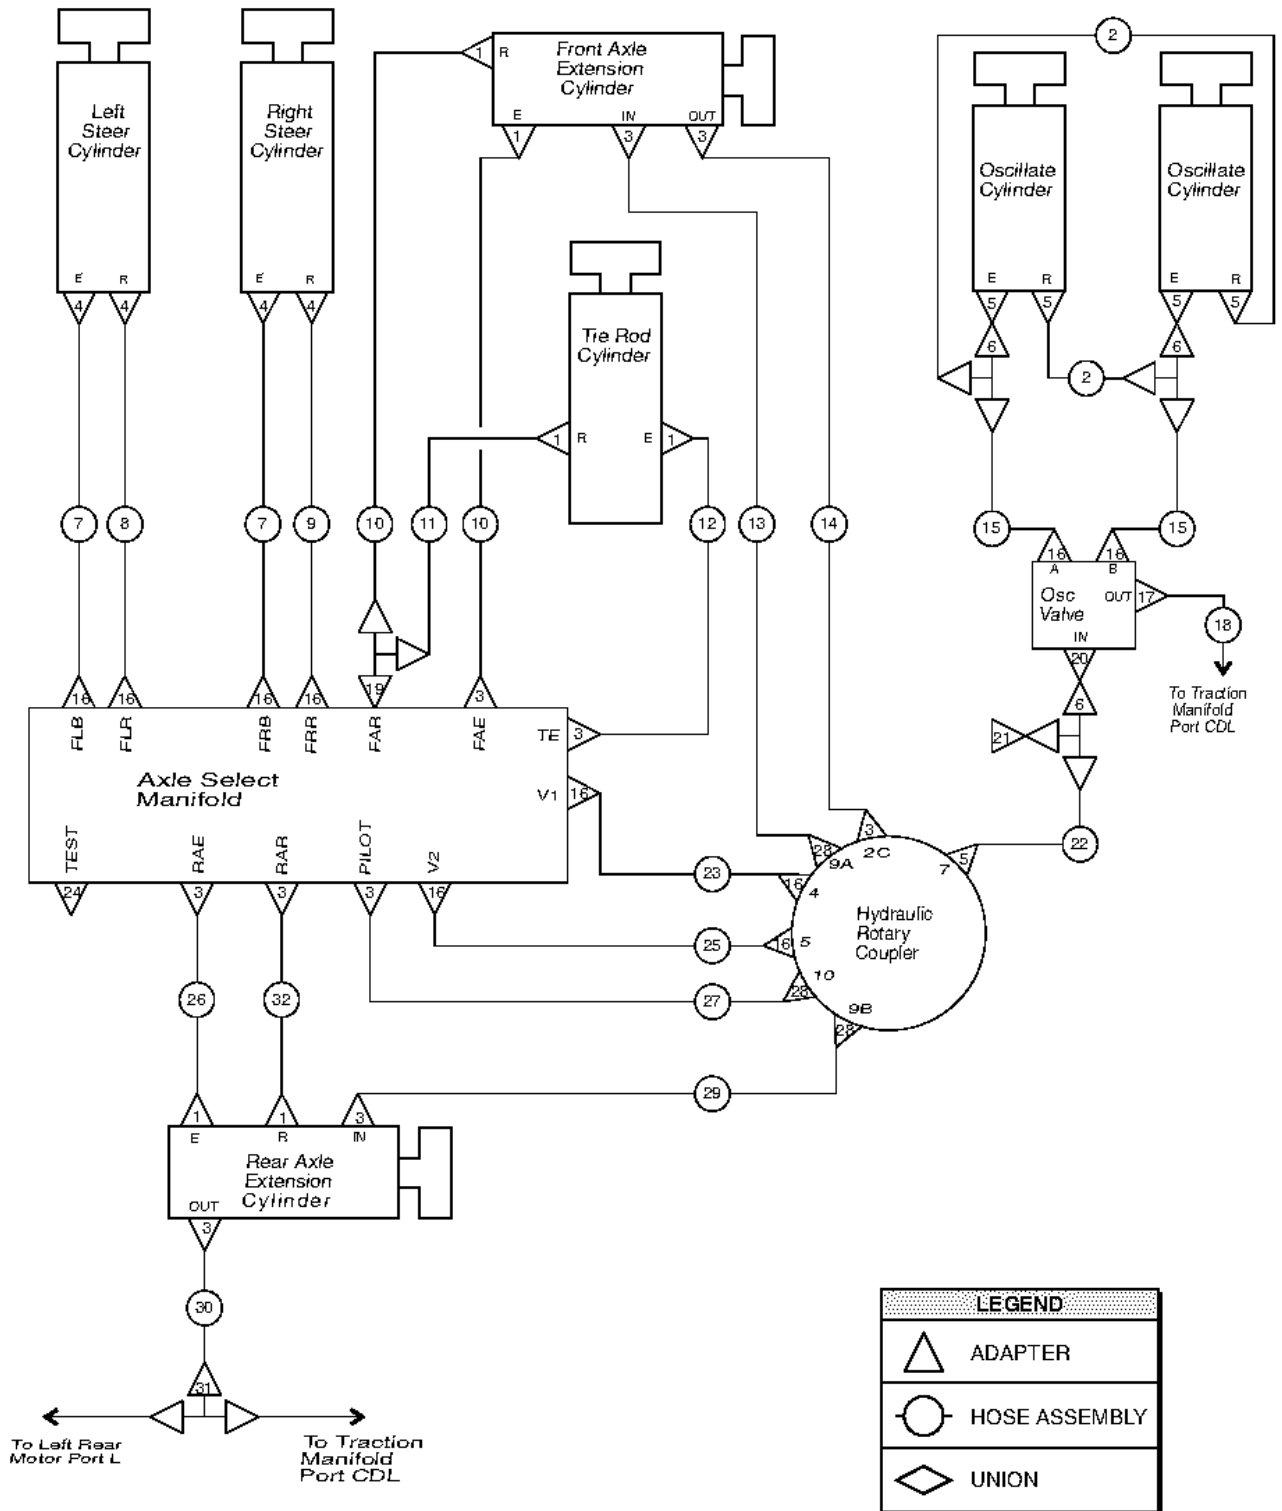 2
1
R
Front Axle
Extension
Cylinder
E
IN
OUT
1
3
3
Left
Steer
Cylinder
E
R
4
4
Right
Steer
Cylinder
E
R
4
4
Oscillate
Cylinder
E
R
5
5
Oscillate
Cylinder
E
R
5
5
6
6
2
Tie Rod
Cylinder
1
R
E
1
7
8
7
9
10
11
10
12
13
14
15
15
16
16
A
B
Osc
Valve
OUT
17
IN
18
20
6
21
To Traction
Manifold
Port CDL
22
16
16
16
16
19
3
FLB
FLR
FRB
FRR
FAR
FAE
TE
3
V1
16
Axle Select
Manifold
TEST
RAE
RAR
PILOT
V2
24
3
3
3
16
23
25
27
29
26
32
28
9A
3
2C
5
7
16
4
16
5
10
28
9B
28
Hydraulic
Rotary
Coupler
1
1
3
E
R
IN
Rear Axle
Extension
Cylinder
OUT
3
30
31
To Left Rear
Motor Port L
To Traction
Manifold
Port CDL
LEGEND
ADAPTER
HOSE ASSEMBLY
UNION